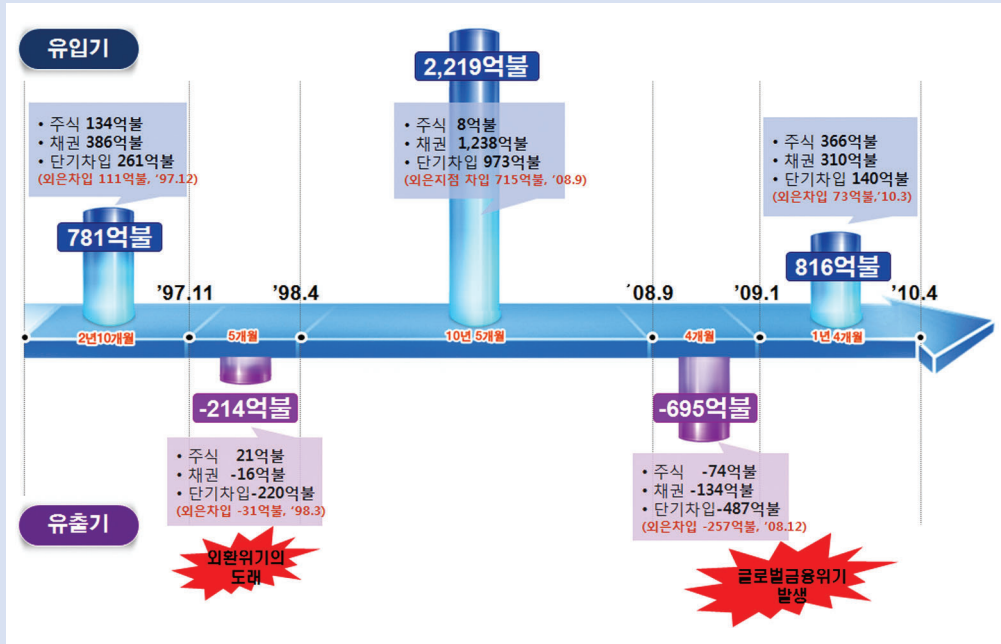 유입기
2,219억불
• 주식 134억불
• 채권 386억불
• 단기차입 261억불
(외은차입 111억불, '97.12)
• 주식 8억불
• 채권 1,238억불
• 단기차입 973억불
(외은지점 차입 715억불, '08.9)
• 주식 366억불
• 채권 310억불
• 단기차입 140억불
(외은차입 73억불,'10.3)
781억불
816억불
'97.11
'98.4
'08.9
'09.1
'10.4
2년10개월
5개월
10년 5개월
4개월
1년 4개월
-214억불
-695억불
• 주식 21억불
• 채권 -16억불
• 단기차입-220억불
(외은차입 -31억불, '98.3)
• 주식 -74억불
• 채권 -134억불
• 단기차입-487억불
(외은차입 -257억불, '08.12)
유출기
외환위기의
도래
글로벌금융위기
발생